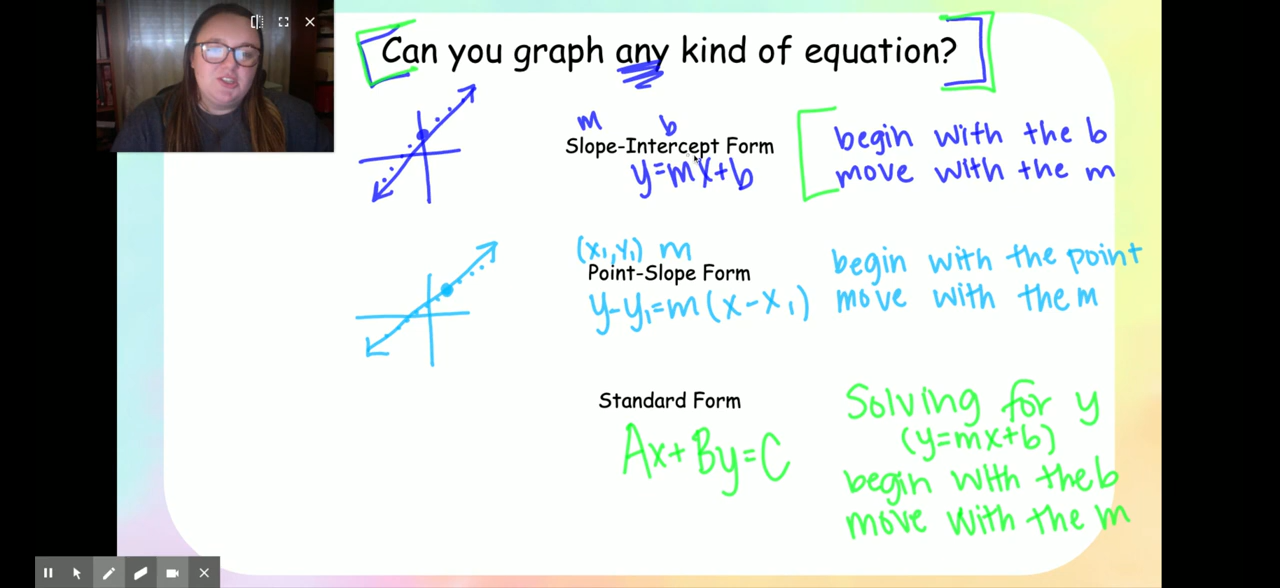 Can you graph any kind of equation?
m b
Slope-Intercept Form
y=mx+b
begin with the b
move with the m
(x₁,y₁) m
Point-Slope Form
y-y₁=m(x-x₁)
begin with the point
move with the m
Standard Form
Ax+By=C
Solving for y
(y=mx+b)
begin with the b
move with the m